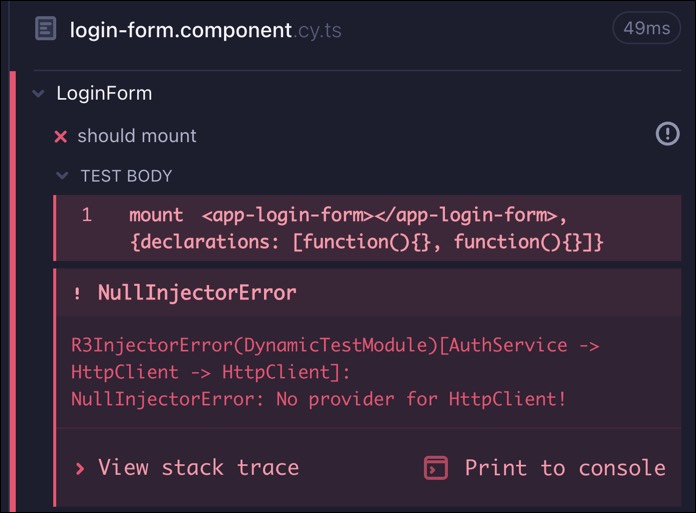 login-form.component.cy.ts
49ms
LoginForm
should mount
TEST BODY
1 mount <app-login-form></app-login-form>,
{declarations: [function(){}, function(){}]}
! NullInjectorError
R3InjectorError(DynamicTestModule)[AuthService ->
HttpClient -> HttpClient]:
NullInjectorError: No provider for HttpClient!
View stack trace
Print to console